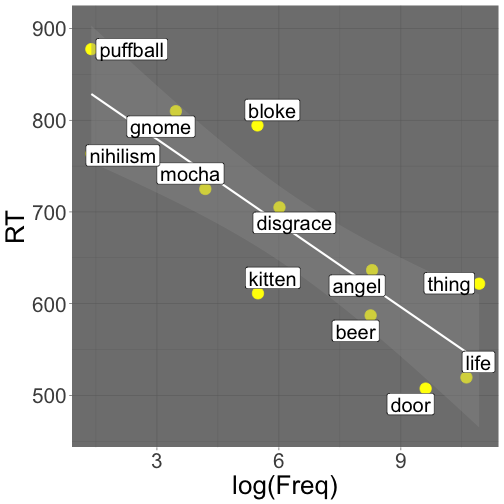 900
800
700
600
500
RT
puffball
gnome
bloke
nihilism
mocha
disgrace
kitten
angel
thing
beer
life
door
3 6 9
log(Freq)